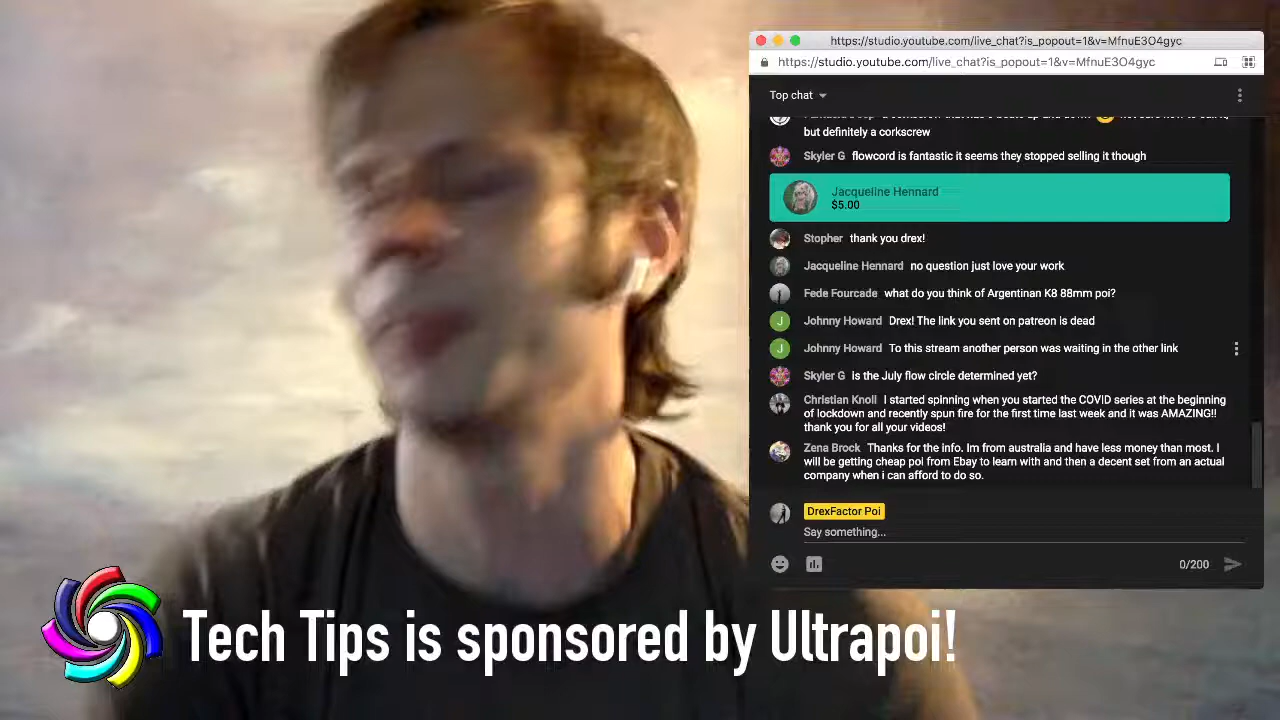 https://studio.youtube.com/live_chat?is_popout=1&v=MfnuE3O4gyc
https://studio.youtube.com/live_chat?is_popout=1&v=MfnuE3O4gyc
Top chat
but definitely a corkscrew
Skyler G flowcord is fantastic it seems they stopped selling it though
Jacqueline Hennard
$5.00
Stopher thank you drex!
Jacqueline Hennard no question just love your work
Fede Fourcade what do you think of Argentinan K8 88mm poi?
J Johnny Howard Drex! The link you sent on patreon is dead
J Johnny Howard To this stream another person was waiting in the other link
Skyler G is the July flow circle determined yet?
Christian Knoll I started spinning when you started the COVID series at the beginning
of lockdown and recently spun fire for the first time last week and it was AMAZING!!
thank you for all your videos!
Zena Brock Thanks for the info. Im from australia and have less money than most. I
will be getting cheap poi from Ebay to learn with and then a decent set from an actual
company when i can afford to do so.
DrexFactor Poi
Say something...
0/200
Tech Tips is sponsored by Ultrapoi!